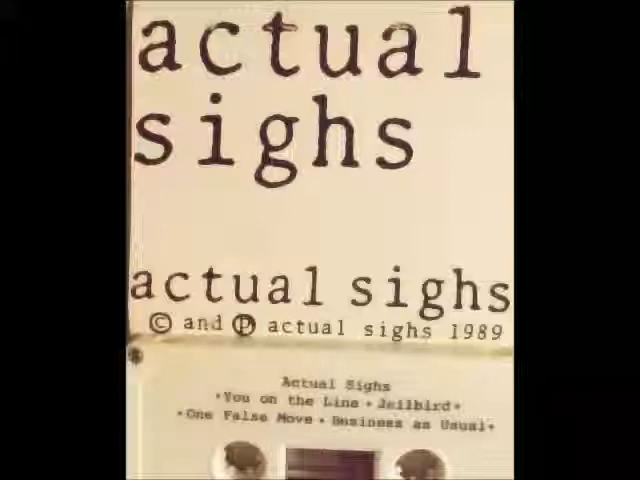 actual
sighs
actual sighs
© and ℗ actual sighs 1989
Actual Sighs
•You on the Line • Jailbird•
•One False Move • Business as Usual•